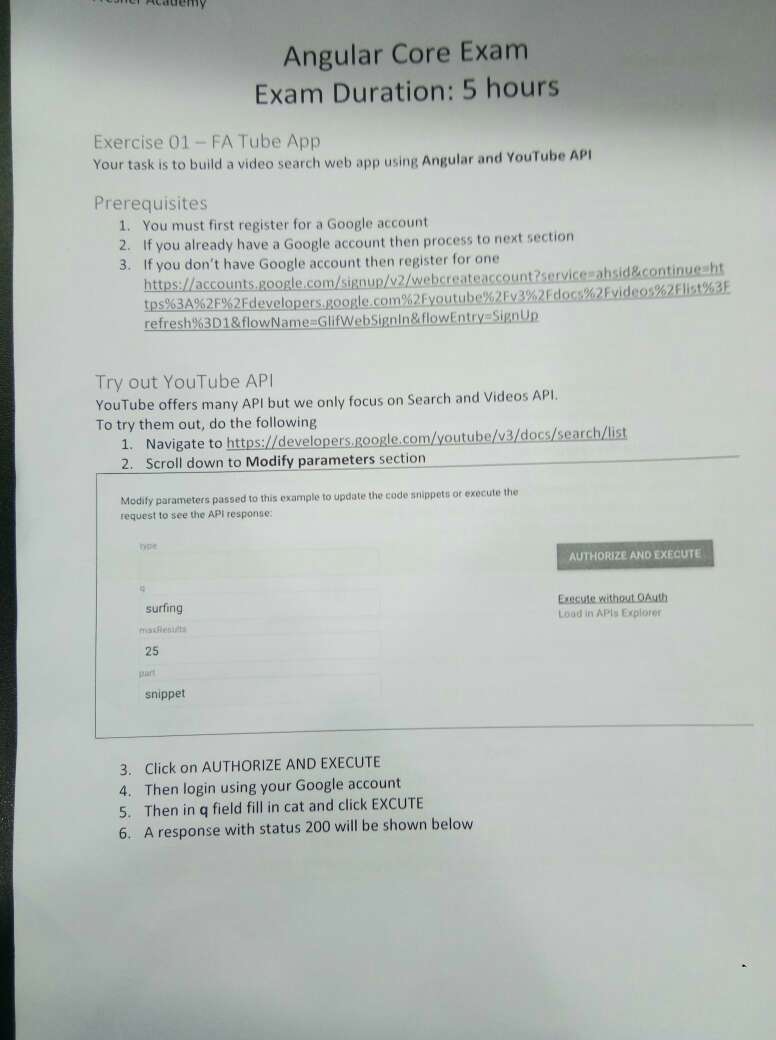 Academy
Angular Core Exam
Exam Duration: 5 hours
Exercise 01 – FA Tube App
Your task is to build a video search web app using Angular and YouTube API
Prerequisites
1. You must first register for a Google account
2. If you already have a Google account then process to next section
3. If you don't have Google account then register for one
https://accounts.google.com/signup/v2/webcreateaccount?service=ahsid&continue=ht
tps%3A%2F%2Fdevelopers.google.com%2Fyoutube%2Fv3%2Fdocs%2Fvideos%2Flist%3F
refresh%3D1&flowName=GlifWebSignIn&flowEntry=SignUp
Try out YouTube API
YouTube offers many API but we only focus on Search and Videos API.
To try them out, do the following
1. Navigate to https://developers.google.com/youtube/v3/docs/search/list
2. Scroll down to Modify parameters section
Modify parameters passed to this example to update the code snippets or execute the
request to see the API response:
type
AUTHORIZE AND EXECUTE
q
surfing
Execute without OAuth
Load in APIs Explorer
maxResults
25
part
snippet
3. Click on AUTHORIZE AND EXECUTE
4. Then login using your Google account
5. Then in q field fill in cat and click EXCUTE
6. A response with status 200 will be shown below